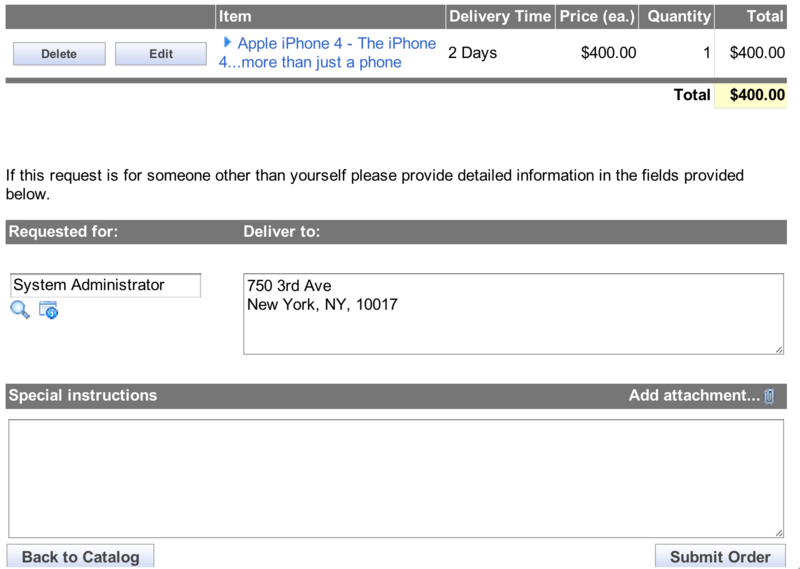 Item Delivery Time Price (ea.) Quantity Total
Delete Edit Apple iPhone 4 - The iPhone 4...more than just a phone 2 Days $400.00 1 $400.00
Total $400.00
If this request is for someone other than yourself please provide detailed information in the fields provided
below.
Requested for: Deliver to:
System Administrator 750 3rd Ave
New York, NY, 10017
Special instructions Add attachment...
Back to Catalog Submit Order